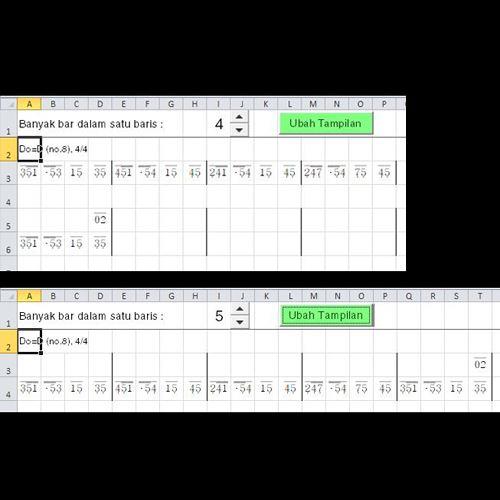 A B C D E F G H I J K L M N O P
1 Banyak bar dalam satu baris : 4 Ubah Tampilan
2 Do=D (no.8), 4/4
3 351 ·53 15 35 451 ·54 15 45 241 ·54 15 45 247 ·54 75 45
4
5 02
6 351 ·53 15 35
A B C D E F G H I J K L M N O P Q R S T
1 Banyak bar dalam satu baris : 5 Ubah Tampilan
2 Do=D (no.8), 4/4
3 02
4 351 ·53 15 35 451 ·54 15 45 241 ·54 15 45 247 ·54 75 45 351 ·53 15 35